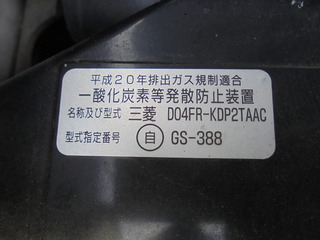 平成20年排出ガス規制適合
一酸化炭素等発散防止装置
名称及び型式 三菱 D04FR-KDP2TAAC
型式指定番号 自 GS-388